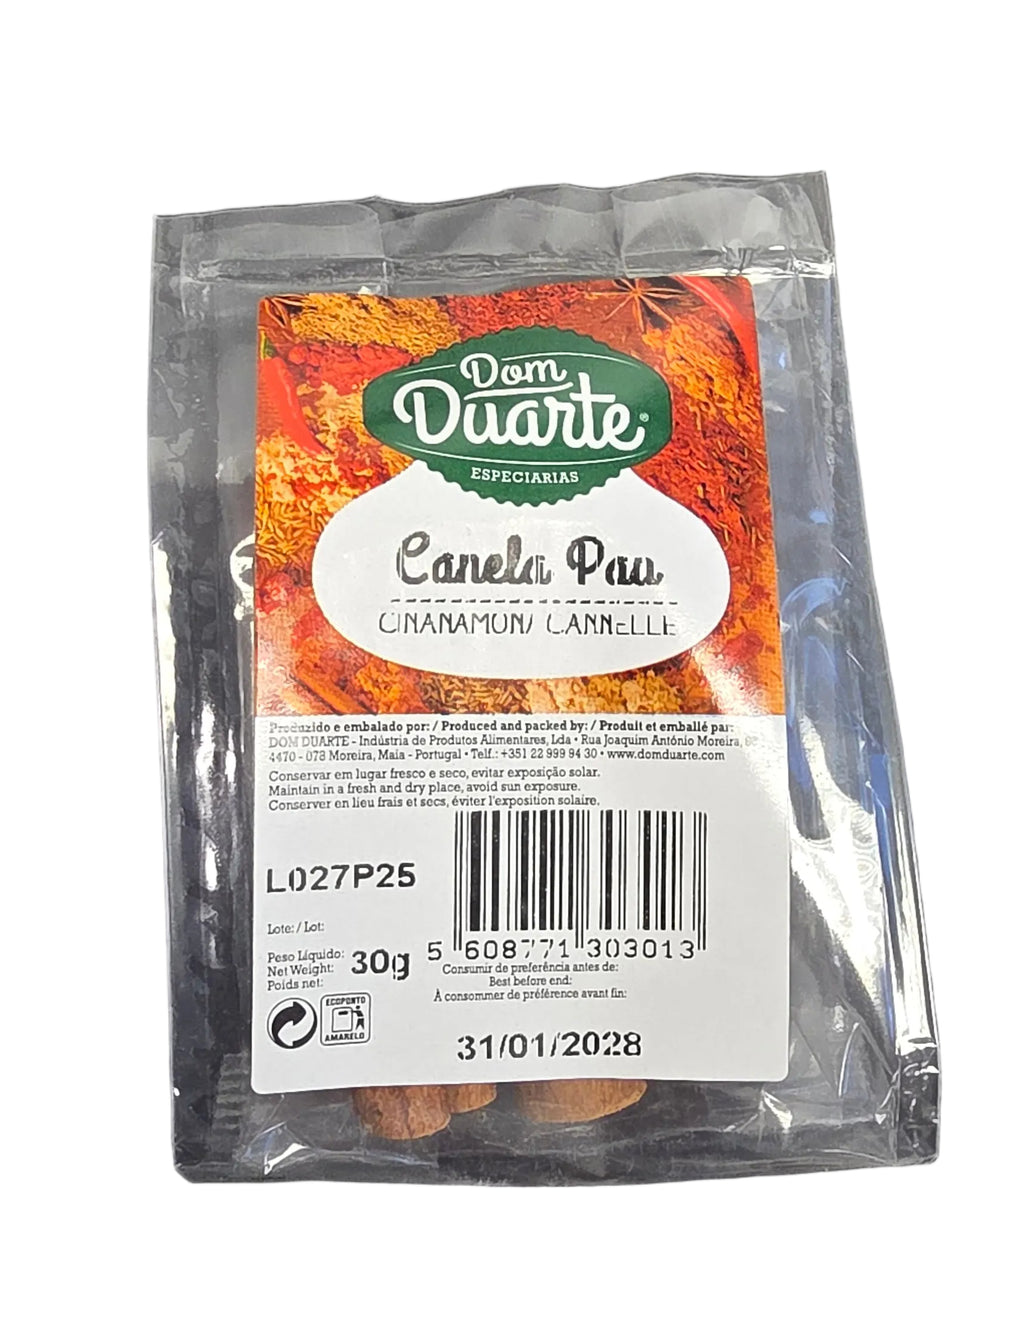 Dom
Duarte®
ESPECIARIAS
Canela Pau
CINANAMON/ CANNELLE
Produzido e embalado por: / Produced and packed by: / Produit et emballé par:
DOM DUARTE - Indústria de Produtos Alimentares, Lda • Rua Joaquim António Moreira,
4470 - 078 Moreira, Maia - Portugal • Telf.: +351 22 999 94 30 • www.domduarte.com
Conservar em lugar fresco e seco, evitar exposição solar.
Maintain in a fresh and dry place, avoid sun exposure.
Conserver en lieu frais et secs, éviter l'exposition solaire.
L027P25
Lote: / Lot:
Peso Líquido:
Net Weight:
Poids net:
30g
5 608771 303013
Consumir de preferência antes de:
Best before end:
À consommer de préférence avant fin:
ECOPONTO
AMARELO
31/01/2028